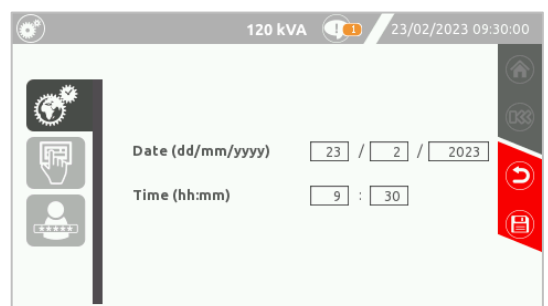 120 kVA 1 23/02/2023 09:30:00
Date (dd/mm/yyyy) 23 / 2 / 2023
Time (hh:mm) 9 : 30